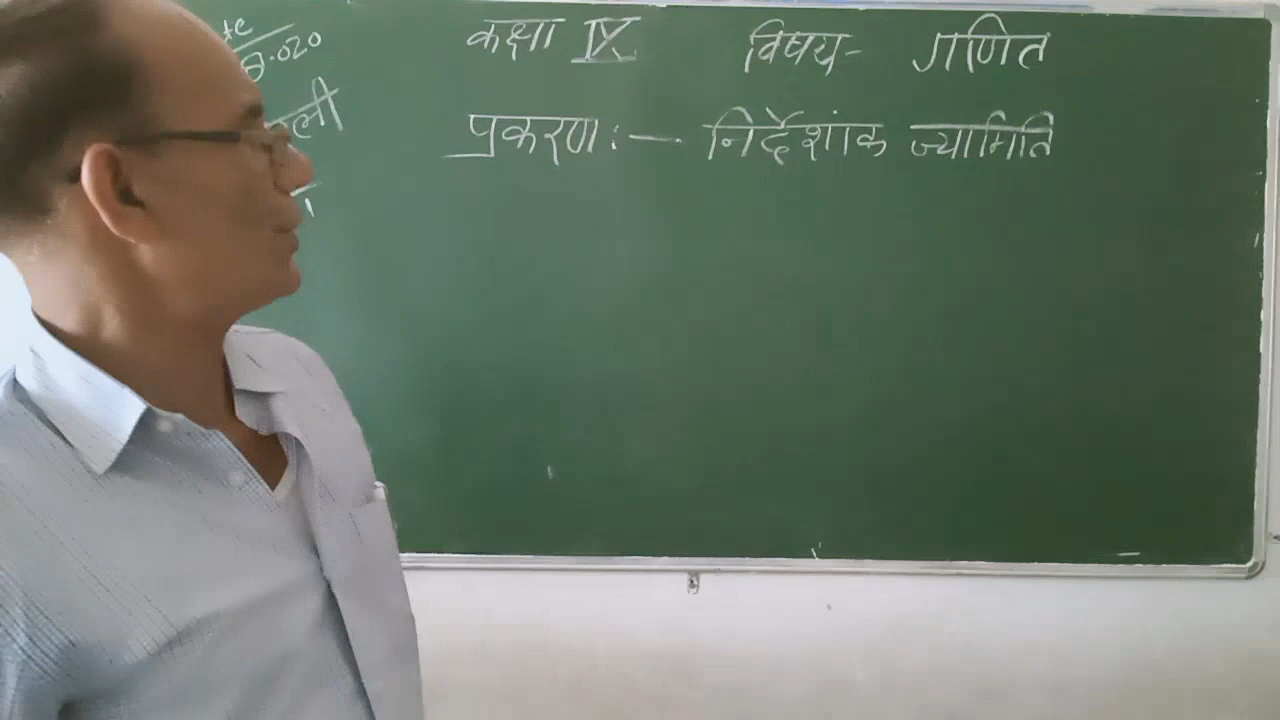 कक्षा IX विषय- गणित
प्रकरण:- निर्देशांक ज्यामिति